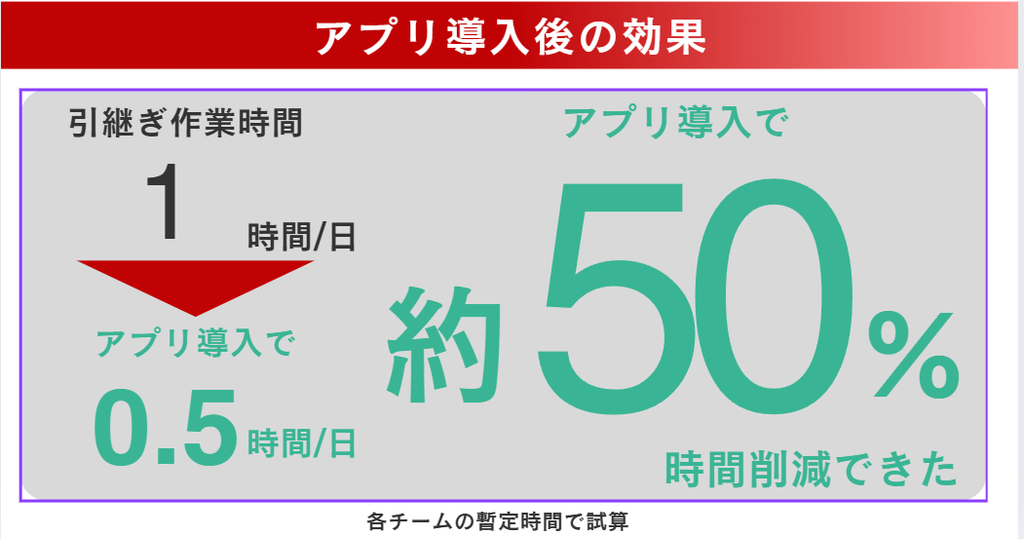 アプリ導入後の効果
引継ぎ作業時間
1
時間/日
アプリ導入で
0.5 時間/日
アプリ導入で
約50%
時間削減できた
各チームの暫定時間で試算